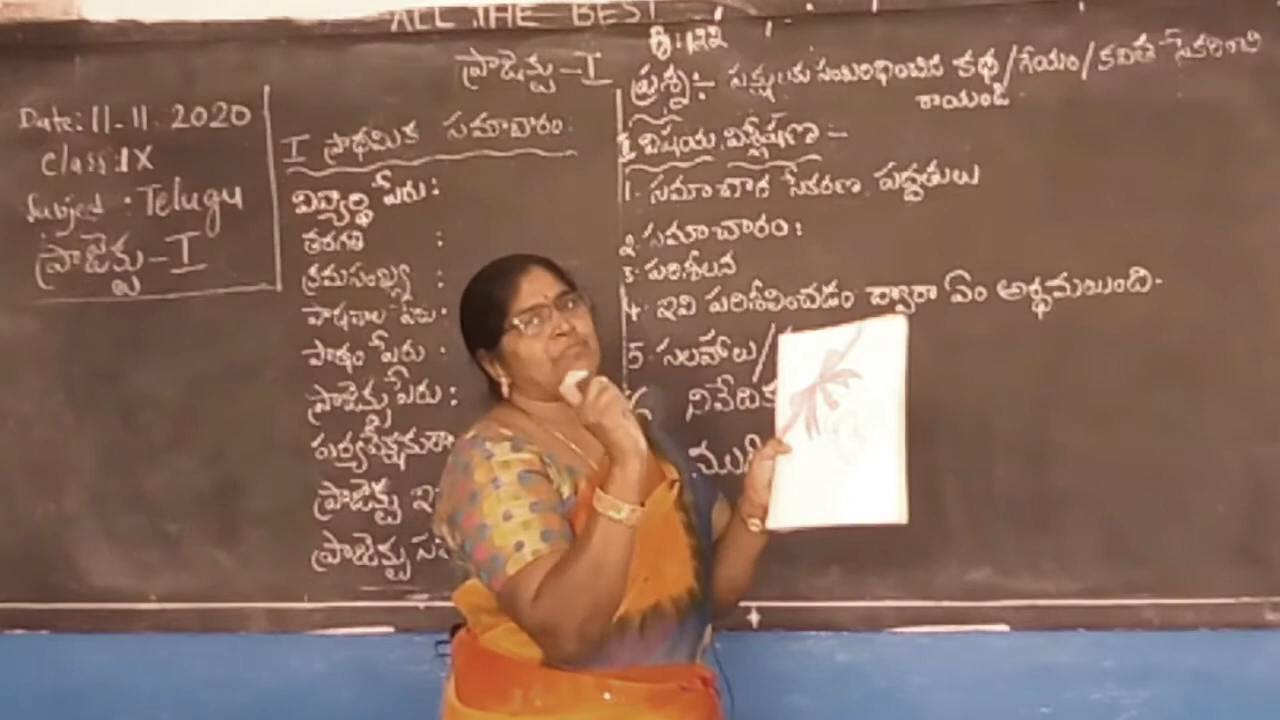 ALL THE BEST
Date: 11-11-2020
Class: IX
Subject: Telugu
ప్రాజెక్టు-I
ప్రాజెక్టు-I
I ప్రాథమిక సమాచారం.
విద్యార్థి పేరు:
తరగతి :
క్రమసంఖ్య :
పాఠశాల పేరు:
పాఠ్యం పేరు :
ప్రాజెక్టు పేరు :
ప్రాజెక్టు
ప్రాజెక్టు
ప్రశ్న:- పక్షులకు సంబంధించిన కథ/గేయం/కవిత సేకరించి
రాయండి
విషయ విశ్లేషణ :-
1. సమాచార సేకరణ పద్ధతులు
2. సమాచారం:
3. పరిశీలన
4. ఇవి పరిశీలించడం ద్వారా ఏం అర్థమయింది.
5. సలహాలు/
నివేదిక